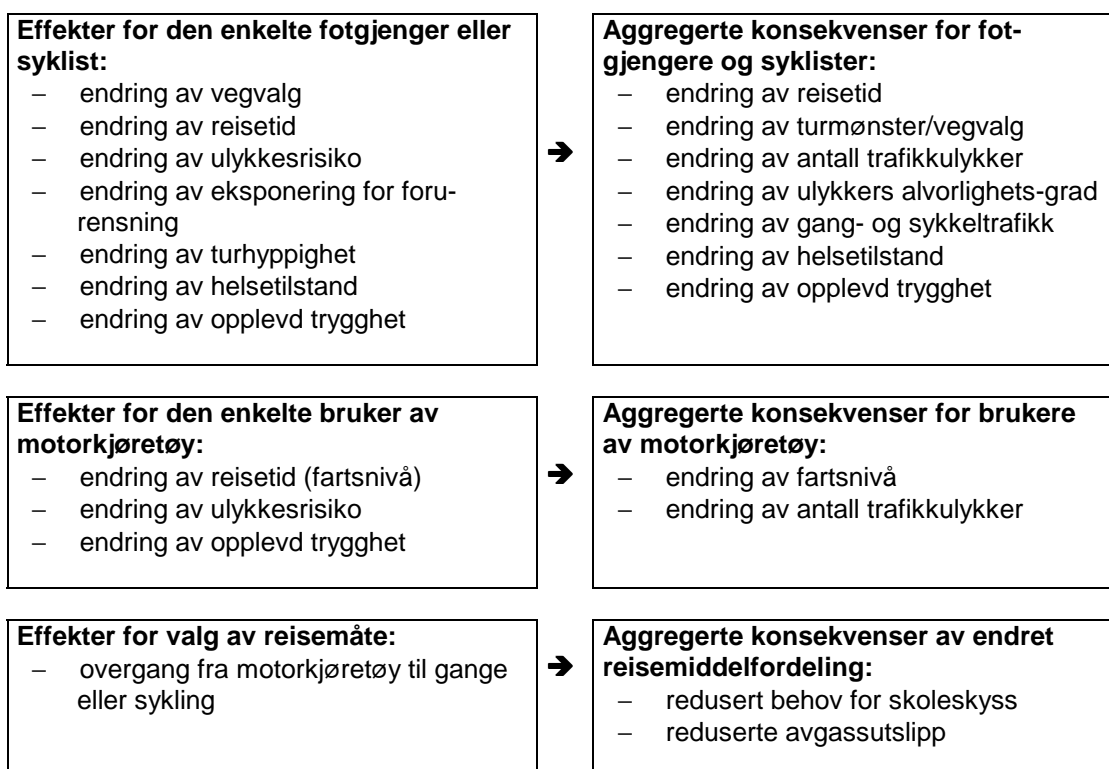 Effekter for den enkelte fotgjenger eller
syklist:
– endring av vegvalg
– endring av reisetid
– endring av ulykkesrisiko
– endring av eksponering for foru-
rensning
– endring av turhyppighet
– endring av helsetilstand
– endring av opplevd trygghet
➔
Aggregerte konsekvenser for fot-
gjengere og syklister:
– endring av reisetid
– endring av turmønster/vegvalg
– endring av antall trafikkulykker
– endring av ulykkers alvorlighets-grad
– endring av gang- og sykkeltrafikk
– endring av helsetilstand
– endring av opplevd trygghet
Effekter for den enkelte bruker av
motorkjøretøy:
– endring av reisetid (fartsnivå)
– endring av ulykkesrisiko
– endring av opplevd trygghet
➔
Aggregerte konsekvenser for brukere
av motorkjøretøy:
– endring av fartsnivå
– endring av antall trafikkulykker
Effekter for valg av reisemåte:
– overgang fra motorkjøretøy til gange
eller sykling
➔
Aggregerte konsekvenser av endret
reisemiddelfordeling:
– redusert behov for skoleskyss
– reduserte avgassutslipp